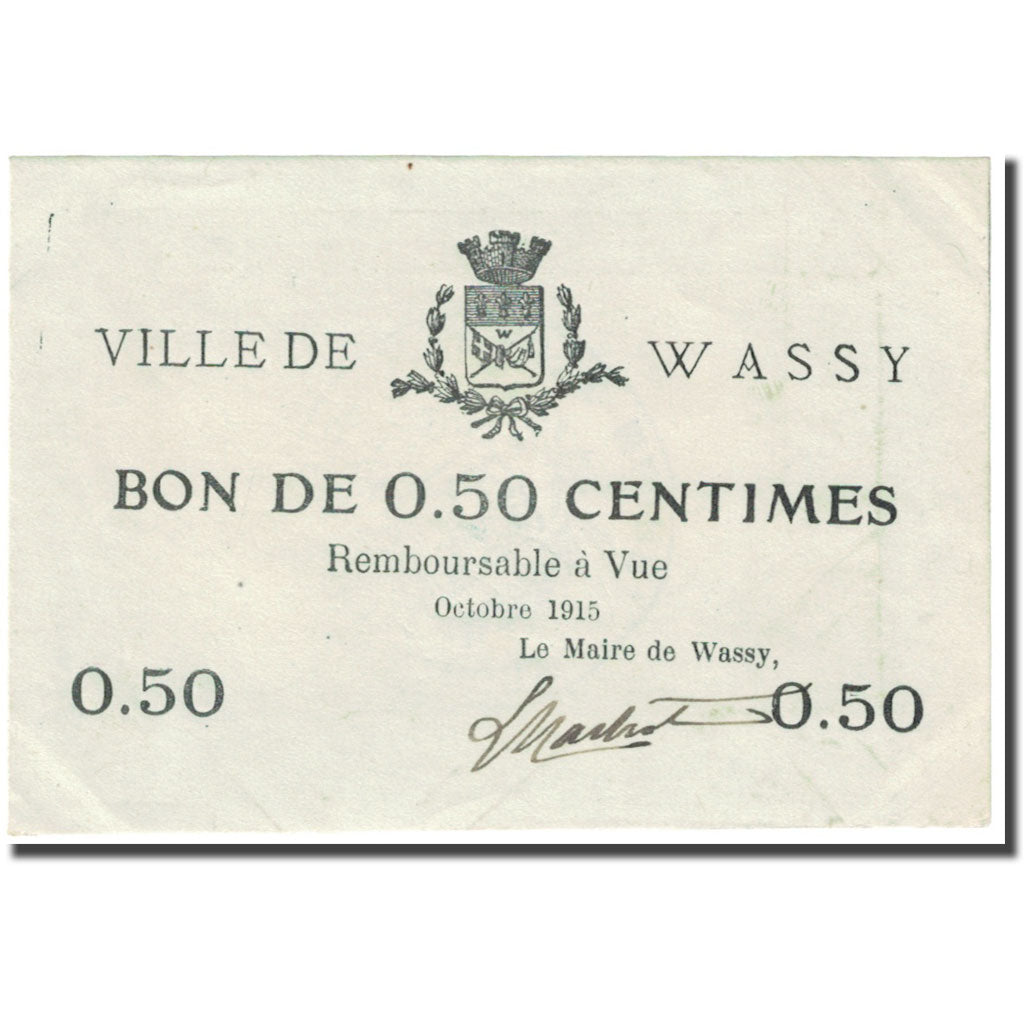 VILLE DE WASSY
W
BON DE 0.50 CENTIMES
Remboursable à Vue
Octobre 1915
Le Maire de Wassy,
0.50 0.50